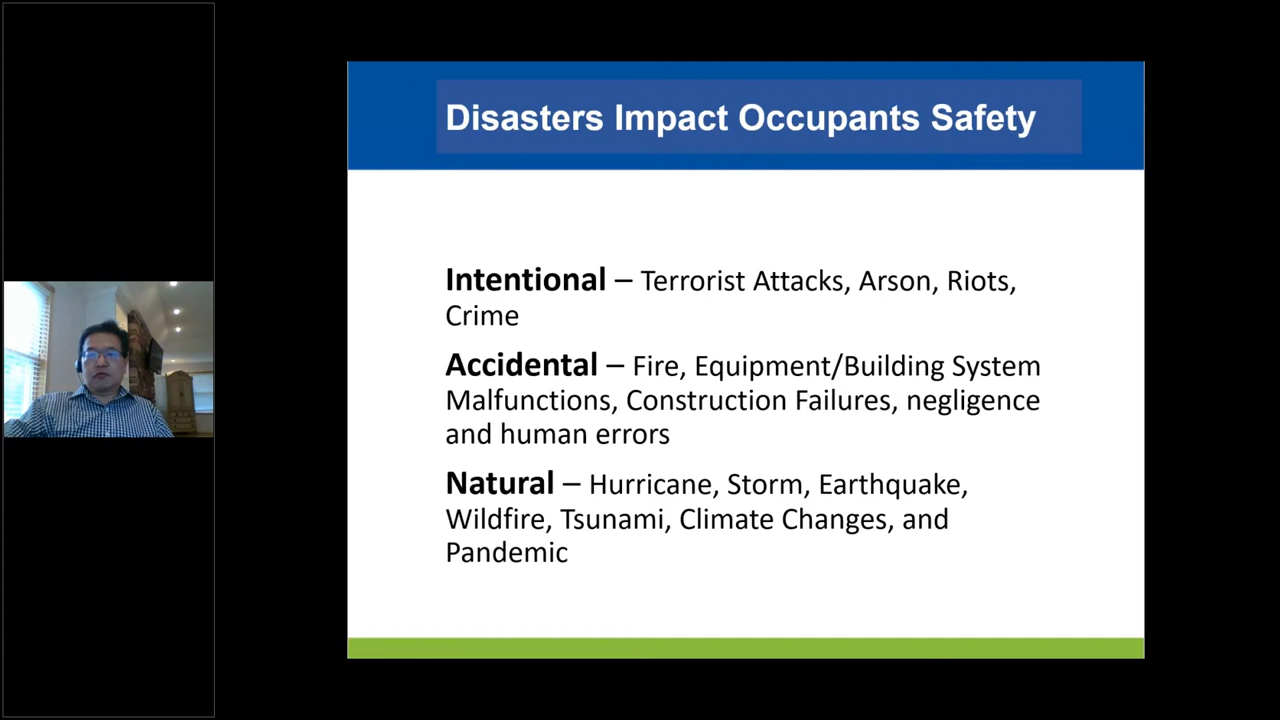 Disasters Impact Occupants Safety
Intentional – Terrorist Attacks, Arson, Riots,
Crime
Accidental – Fire, Equipment/Building System
Malfunctions, Construction Failures, negligence
and human errors
Natural – Hurricane, Storm, Earthquake,
Wildfire, Tsunami, Climate Changes, and
Pandemic